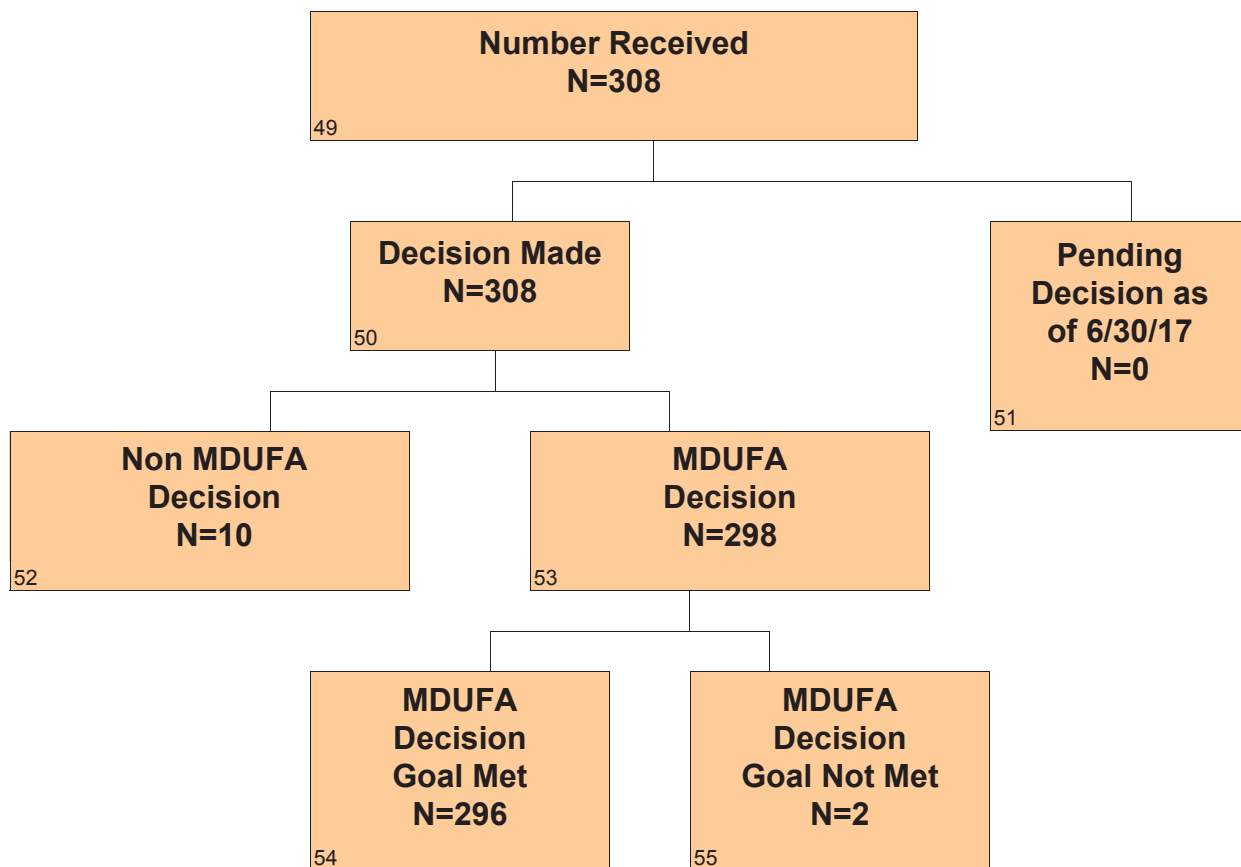 Number Received
N=308
49
Decision Made
N=308
50
Pending
Decision as
of 6/30/17
N=0
51
Non MDUFA
Decision
N=10
52
MDUFA
Decision
N=298
53
MDUFA
Decision
Goal Met
N=296
54
MDUFA
Decision
Goal Not Met
N=2
55